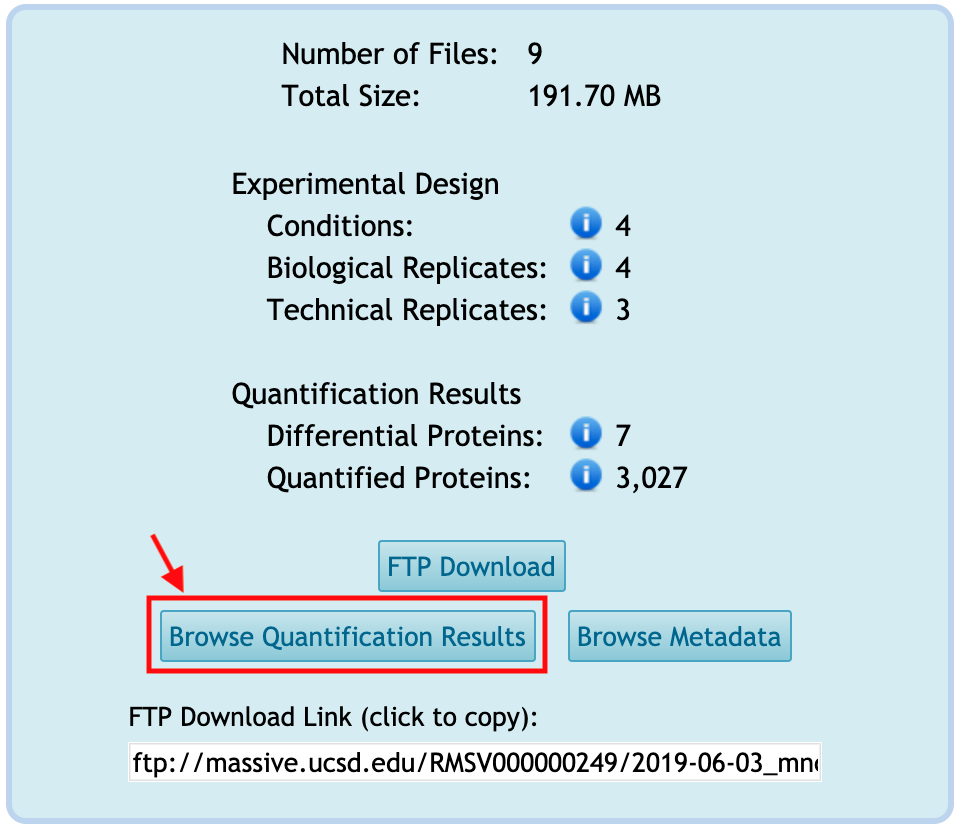 Number of Files: 9
Total Size: 191.70 MB
Experimental Design
Conditions: i 4
Biological Replicates: i 4
Technical Replicates: i 3
Quantification Results
Differential Proteins: i 7
Quantified Proteins: i 3,027
FTP Download
Browse Quantification Results Browse Metadata
FTP Download Link (click to copy):
ftp://massive.ucsd.edu/RMSV000000249/2019-06-03_mn